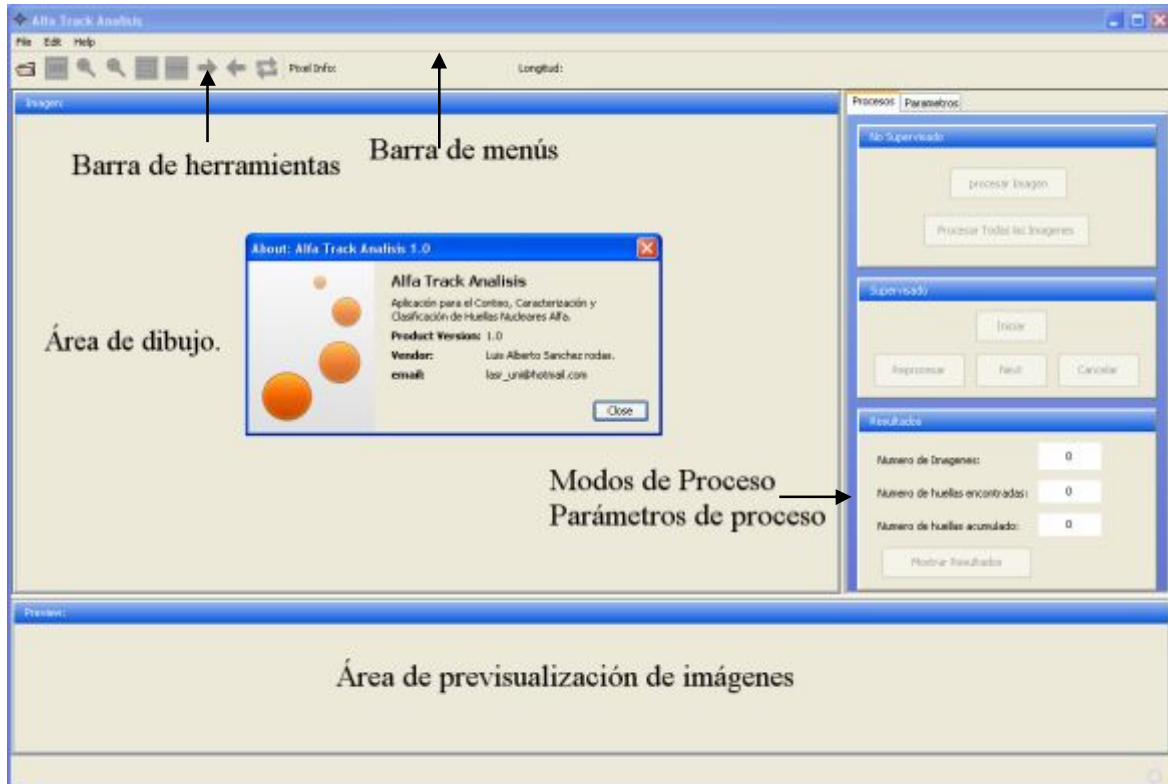 Alfa Track Analisis
File Edit Help
Pixel Info:
Longitud:
Imagen:
Barra de herramientas
Barra de menús
Área de dibujo.
About: Alfa Track Analisis 1.0
Alfa Track Analisis
Aplicación para el Conteo, Caracterización y
Clasificación de Huellas Nucleares Alfa.
Product Version: 1.0
Vendor: Luis Alberto Sanchez rodas.
email: lasr_uni@hotmail.com
Close
Modos de Proceso
Parámetros de proceso
Procesos Parametros
No Supervisado
procesar Imagen
Procesar Todas las Imagenes
Supervisado
Iniciar
Reprocesar Next Cancelar
Resultados
Numero de Imagenes: 0
Numero de huellas encontradas: 0
Numero de huellas acumulado: 0
Mostrar Resultados
Preview:
Área de previsualización de imágenes